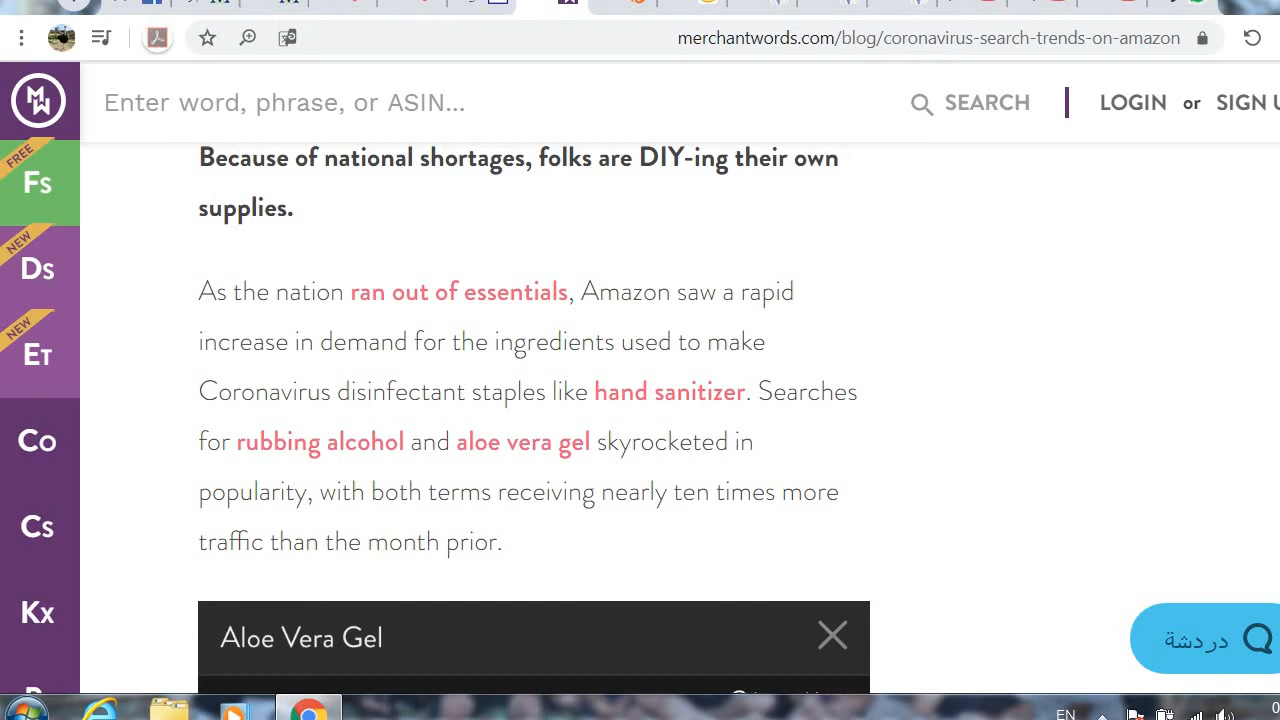 merchantwords.com/blog/coronavirus-search-trends-on-amazon
MW
Enter word, phrase, or ASIN...
SEARCH
LOGIN or SIGN U
FREE
Fs
NEW
Ds
NEW
ET
Co
Cs
Kx
Because of national shortages, folks are DIY-ing their own
supplies.
As the nation ran out of essentials, Amazon saw a rapid
increase in demand for the ingredients used to make
Coronavirus disinfectant staples like hand sanitizer. Searches
for rubbing alcohol and aloe vera gel skyrocketed in
popularity, with both terms receiving nearly ten times more
traffic than the month prior.
Aloe Vera Gel
دردشة
EN